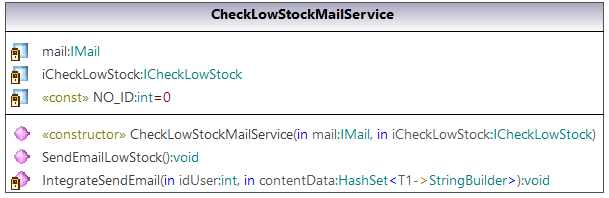 CheckLowStockMailService
mail:IMail
iCheckLowStock:ICheckLowStock
«const» NO_ID:int=0
«constructor» CheckLowStockMailService(in mail:IMail, in iCheckLowStock:ICheckLowStock)
SendEmailLowStock():void
IntegrateSendEmail(in idUser:int, in contentData:HashSet<T1->StringBuilder>):void